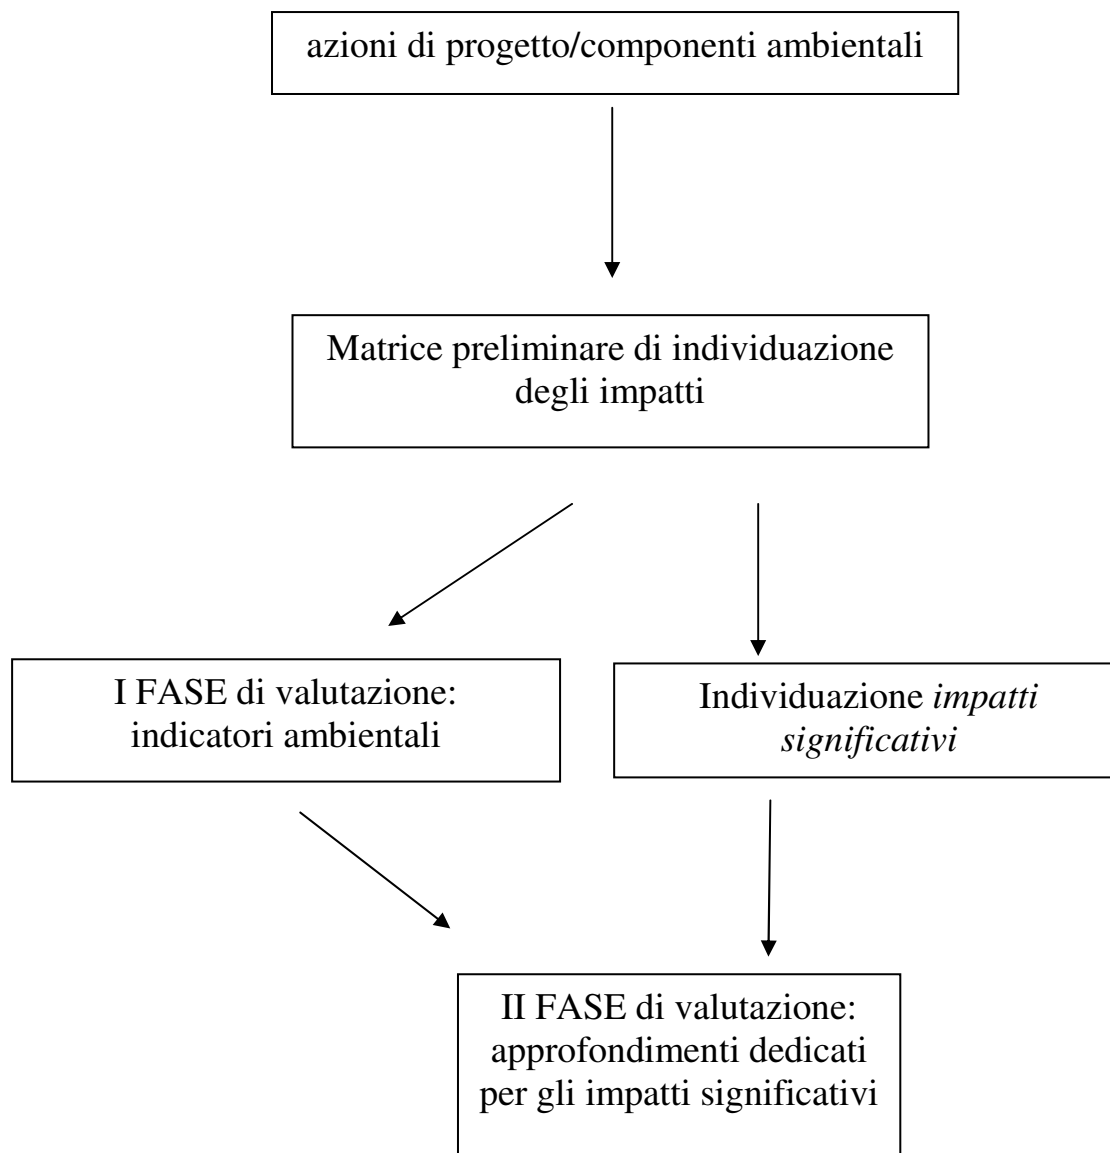 azioni di progetto/componenti ambientali
Matrice preliminare di individuazione
degli impatti
I FASE di valutazione:
indicatori ambientali
Individuazione impatti
significativi
II FASE di valutazione:
approfondimenti dedicati
per gli impatti significativi